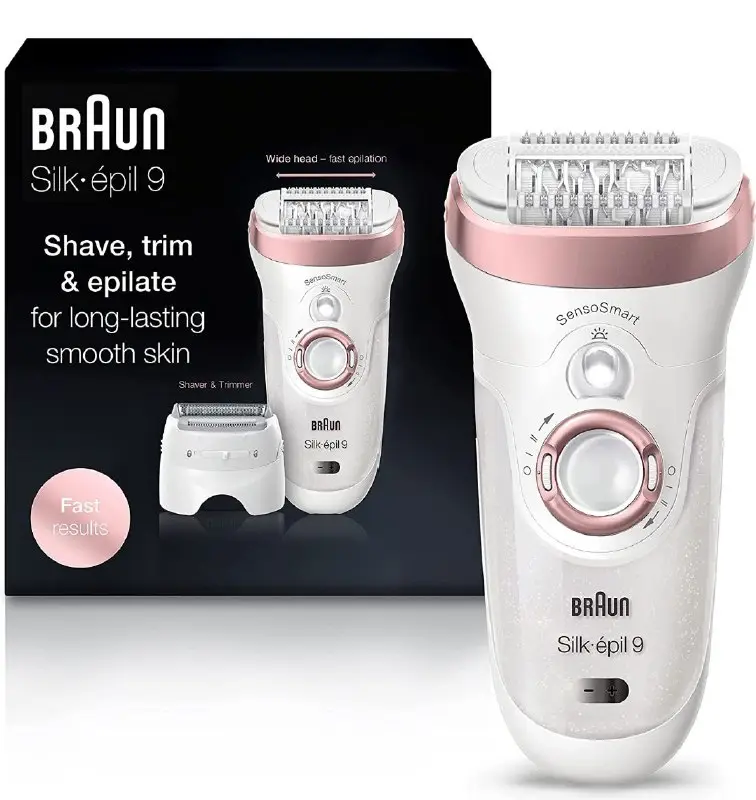 BRAUN
Silk·épil 9
Wide head – fast epilation
Shave, trim
& epilate
for long-lasting
smooth skin
Shaver & Trimmer
SensoSmart
BRAUN
Silk·épil 9
- +
Fast
results
SensoSmart
BRAUN
Silk·épil 9
- +